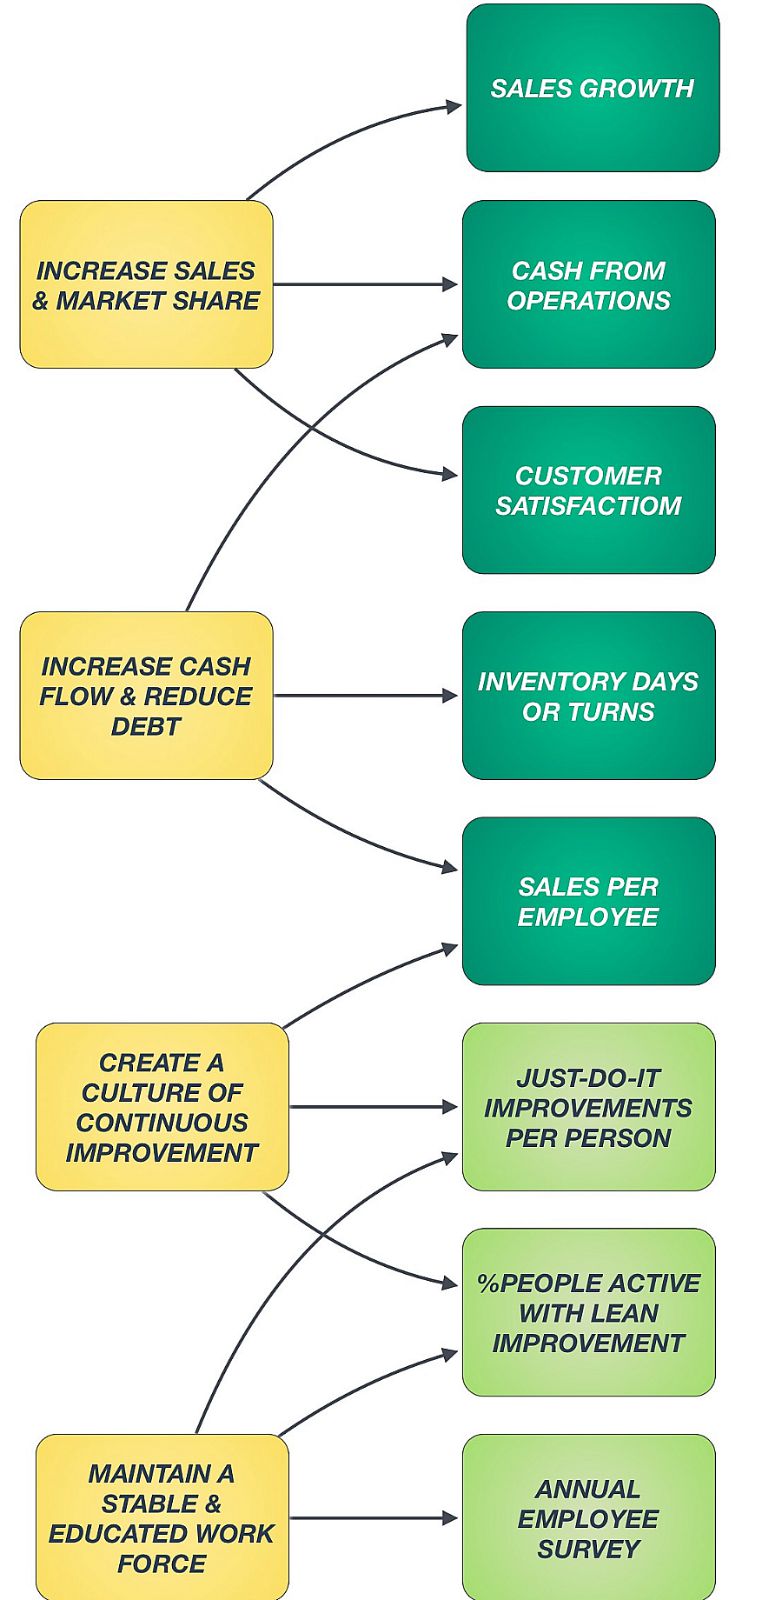 SALES GROWTH
INCREASE SALES
& MARKET SHARE
CASH FROM
OPERATIONS
CUSTOMER
SATISFACTIOM
INCREASE CASH
FLOW & REDUCE
DEBT
INVENTORY DAYS
OR TURNS
SALES PER
EMPLOYEE
CREATE A
CULTURE OF
CONTINUOUS
IMPROVEMENT
JUST-DO-IT
IMPROVEMENTS
PER PERSON
%PEOPLE ACTIVE
WITH LEAN
IMPROVEMENT
MAINTAIN A
STABLE &
EDUCATED WORK
FORCE
ANNUAL
EMPLOYEE
SURVEY